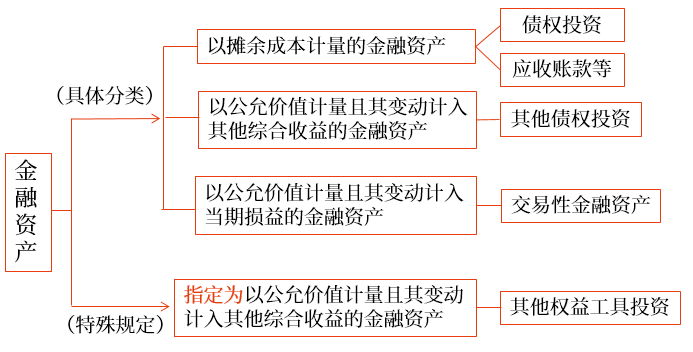 金融资产
（具体分类）
以摊余成本计量的金融资产
债权投资
应收账款等
以公允价值计量且其变动计入
其他综合收益的金融资产
其他债权投资
以公允价值计量且其变动计入
当期损益的金融资产
交易性金融资产
（特殊规定）
指定为以公允价值计量且其变动
计入其他综合收益的金融资产
其他权益工具投资